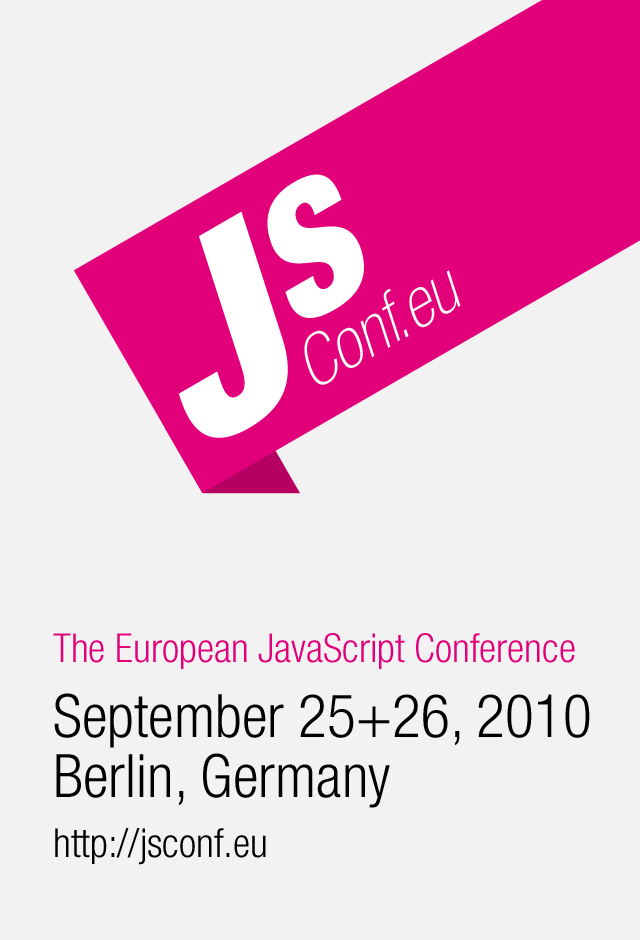 Js
Conf.eu
The European JavaScript Conference
September 25+26, 2010
Berlin, Germany
http://jsconf.eu